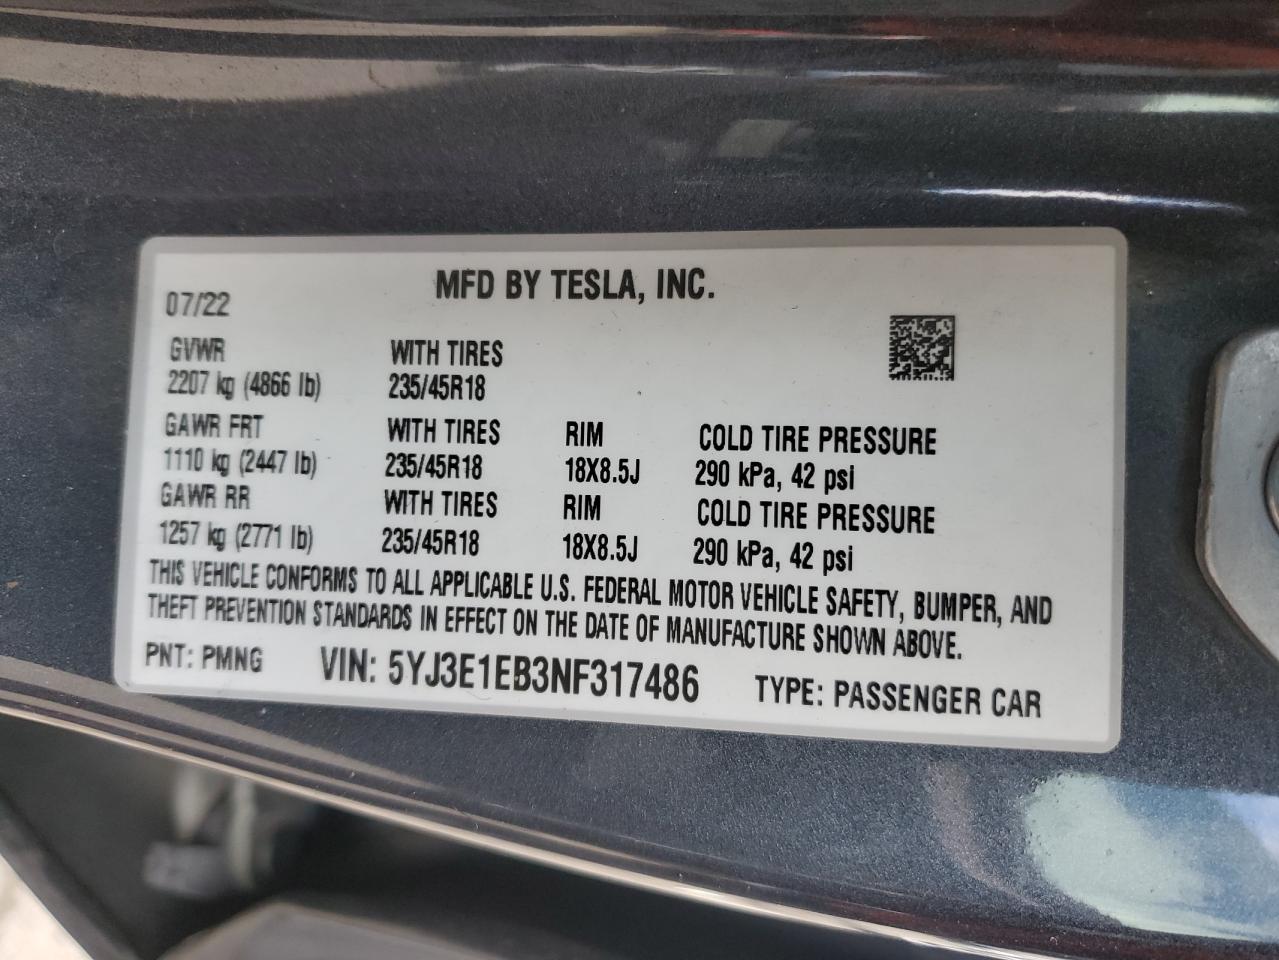 MFD BY TESLA, INC.
07/22
GVWR WITH TIRES
2207 kg (4866 lb) 235/45R18
GAWR FRT WITH TIRES RIM COLD TIRE PRESSURE
1110 kg (2447 lb) 235/45R18 18X8.5J 290 kPa, 42 psi
GAWR RR WITH TIRES RIM COLD TIRE PRESSURE
1257 kg (2771 lb) 235/45R18 18X8.5J 290 kPa, 42 psi
THIS VEHICLE CONFORMS TO ALL APPLICABLE U.S. FEDERAL MOTOR VEHICLE SAFETY, BUMPER, AND
THEFT PREVENTION STANDARDS IN EFFECT ON THE DATE OF MANUFACTURE SHOWN ABOVE.
PNT: PMNG VIN: 5YJ3E1EB3NF317486 TYPE: PASSENGER CAR